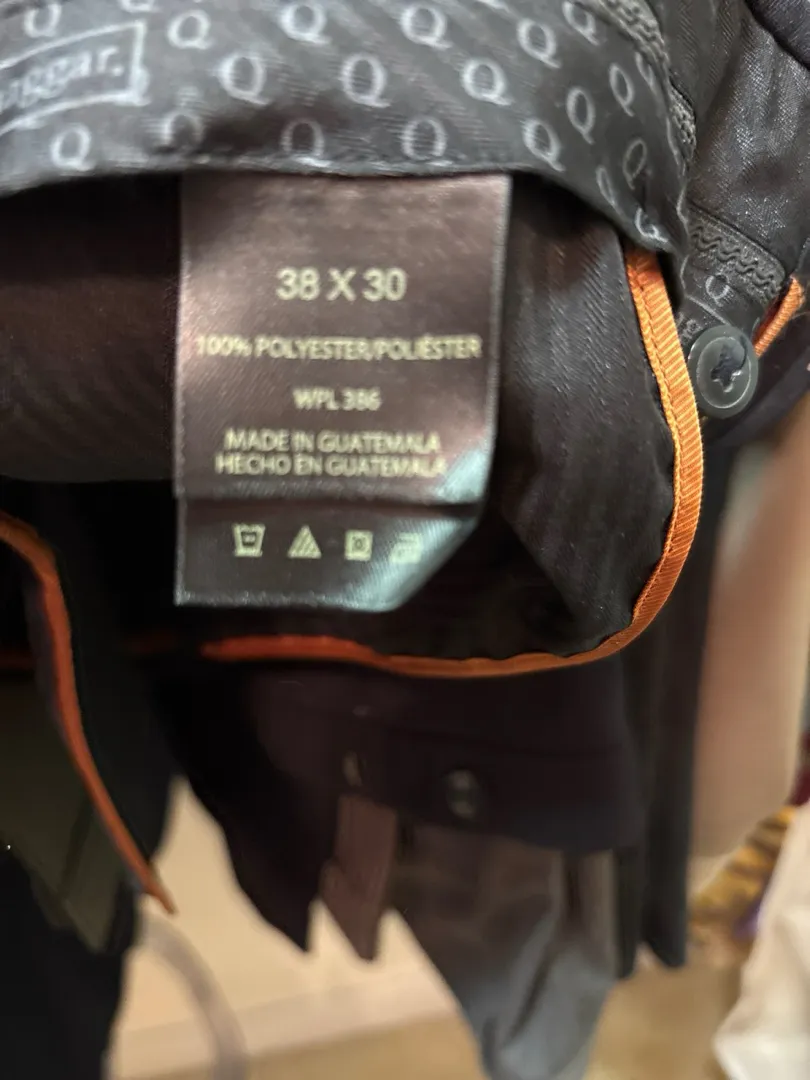 Q Q Q Q Q
Q Q Q Q Q
Q Q Q Q Q
Q
38 X 30
100% POLYESTER/POLIÉSTER
WPL 386
MADE IN GUATEMALA
HECHO EN GUATEMALA